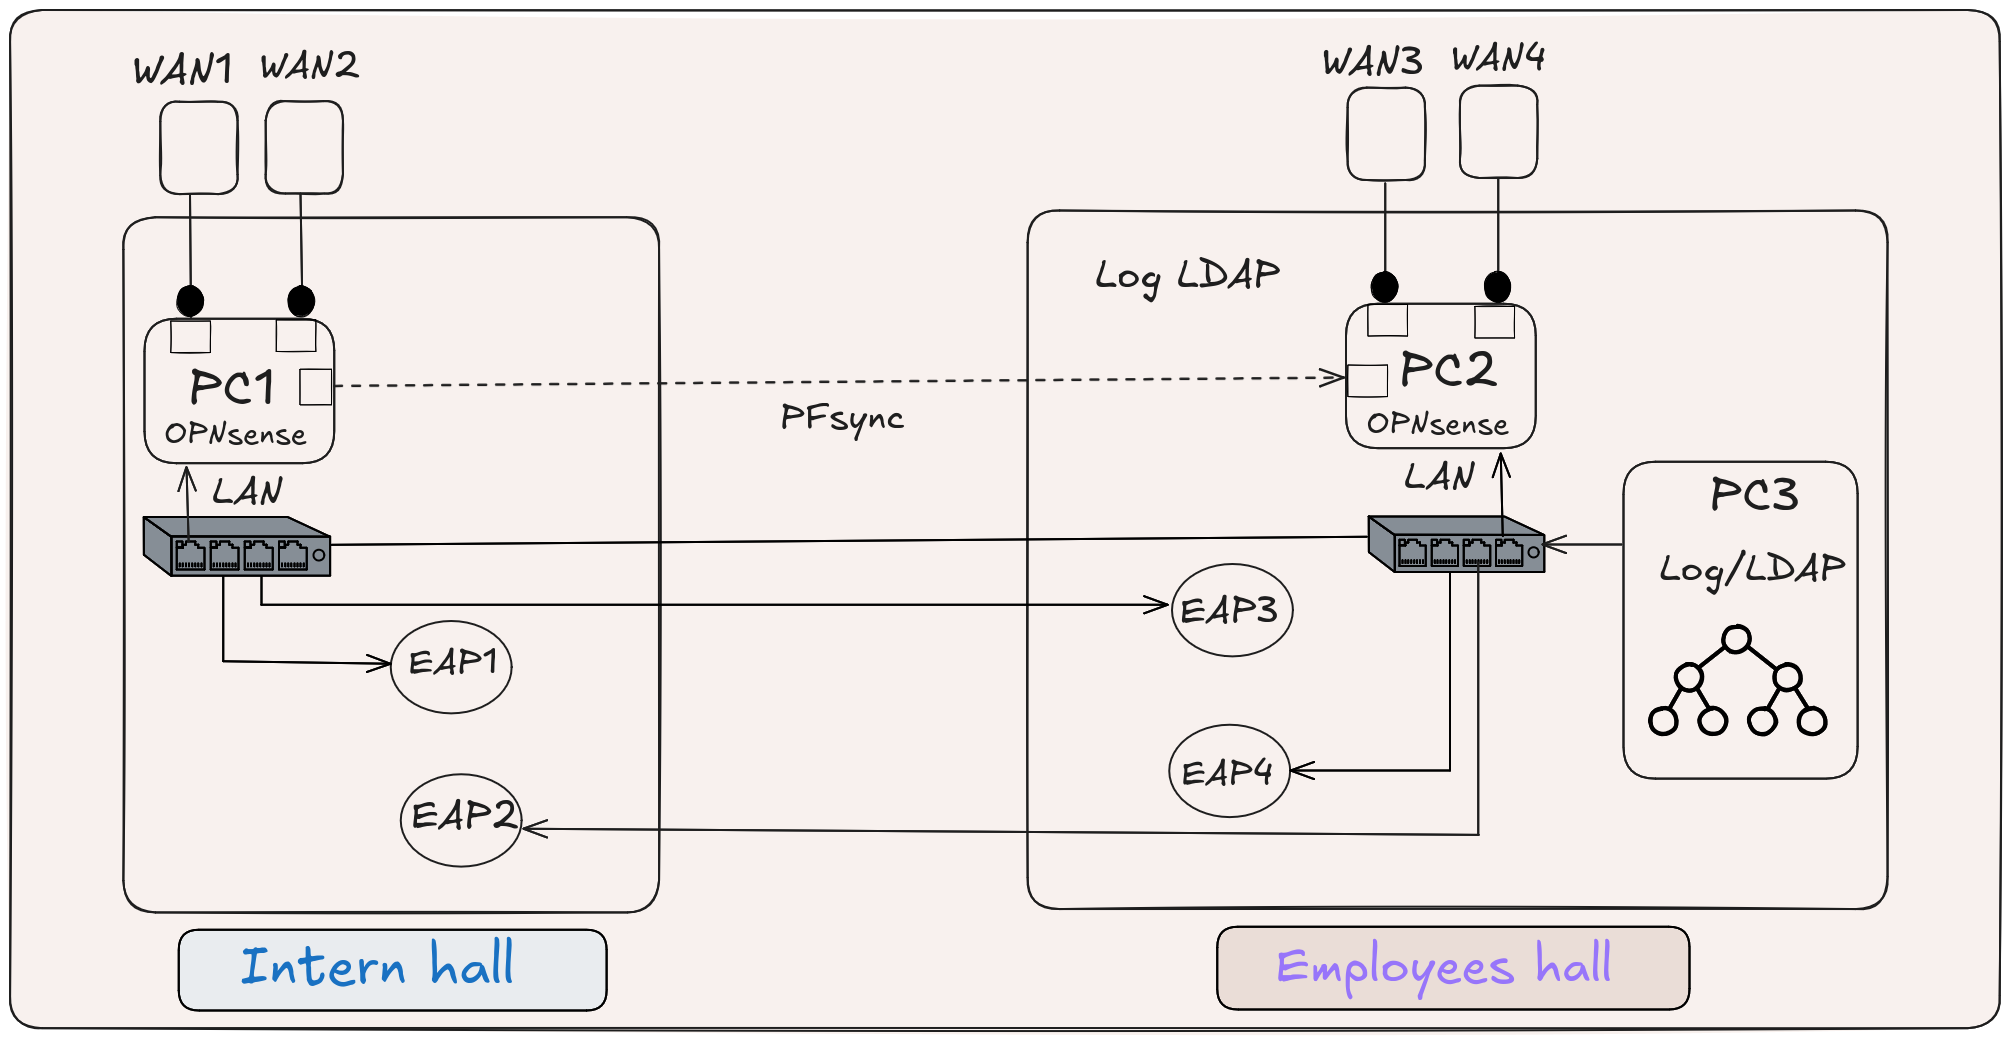 WAN1
WAN2
WAN3
WAN4
Log LDAP
PC1
OPNsense
PFsync
PC2
OPNsense
LAN
LAN
PC3
Log/LDAP
EAP3
EAP1
EAP4
EAP2
Intern hall
Employees hall